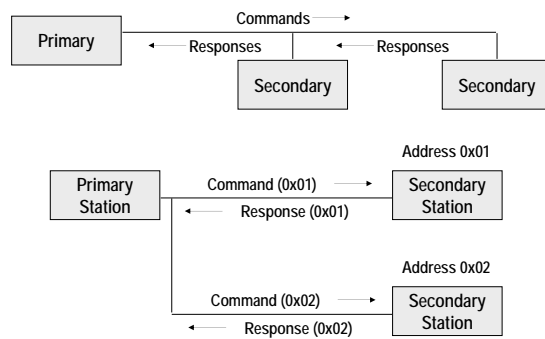 Commands
Primary
Responses
Responses
Secondary
Secondary
Address 0x01
Primary
Station
Command (0x01)
Secondary
Station
Response (0x01)
Address 0x02
Command (0x02)
Secondary
Station
Response (0x02)